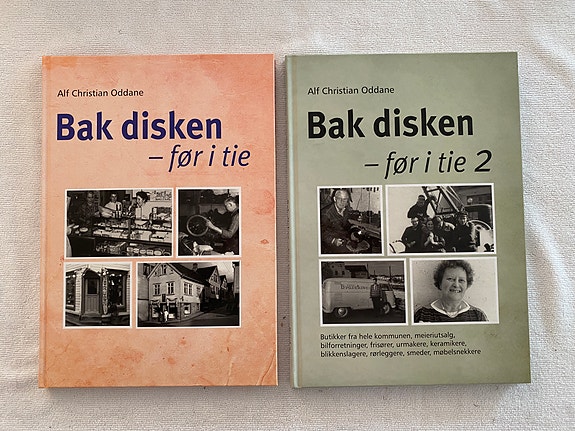 Alf Christian Oddane
Bak disken
– før i tie
Alf Christian Oddane
Bak disken
– før i tie 2
Butikker fra hele kommunen, meieriutsalg,
bilforretninger, frisører, urmakere, keramikere,
blikkenslagere, rørleggere, smeder, møbelsnekkere